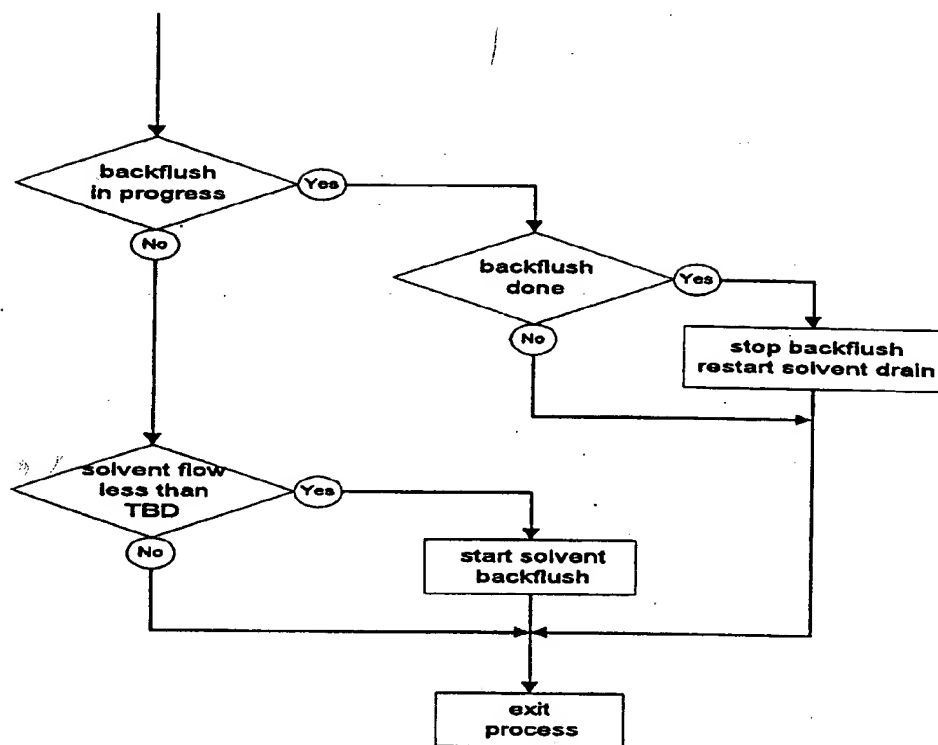 backflush
in progress
Yes
No
backflush
done
Yes
No
stop backflush
restart solvent drain
solvent flow
less than
TBD
Yes
No
start solvent
backflush
exit
process